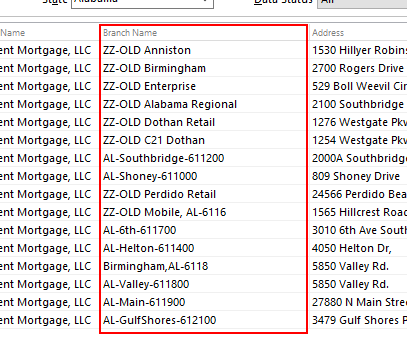 State Alabama Data Status All
Name Branch Name Address
ent Mortgage, LLC ZZ-OLD Anniston 1530 Hillyer Robins
ent Mortgage, LLC ZZ-OLD Birmingham 2700 Rogers Drive
ent Mortgage, LLC ZZ-OLD Enterprise 529 Boll Weevil Cir
ent Mortgage, LLC ZZ-OLD Alabama Regional 2100 Southbridge
ent Mortgage, LLC ZZ-OLD Dothan Retail 1276 Westgate Pkw
ent Mortgage, LLC ZZ-OLD C21 Dothan 1254 Westgate Pkw
ent Mortgage, LLC AL-Southbridge-611200 2000A Southbridg
ent Mortgage, LLC AL-Shoney-611000 809 Shoney Drive
ent Mortgage, LLC ZZ-OLD Perdido Retail 24566 Perdido Bea
ent Mortgage, LLC ZZ-OLD Mobile, AL-6116 1565 Hillcrest Road
ent Mortgage, LLC AL-6th-611700 3010 6th Ave South
ent Mortgage, LLC AL-Helton-611400 4050 Helton Dr,
ent Mortgage, LLC Birmingham,AL-6118 5850 Valley Rd.
ent Mortgage, LLC AL-Valley-611800 5850 Valley Rd.
ent Mortgage, LLC AL-Main-611900 27880 N Main Stre
ent Mortgage, LLC AL-GulfShores-612100 3479 Gulf Shores P